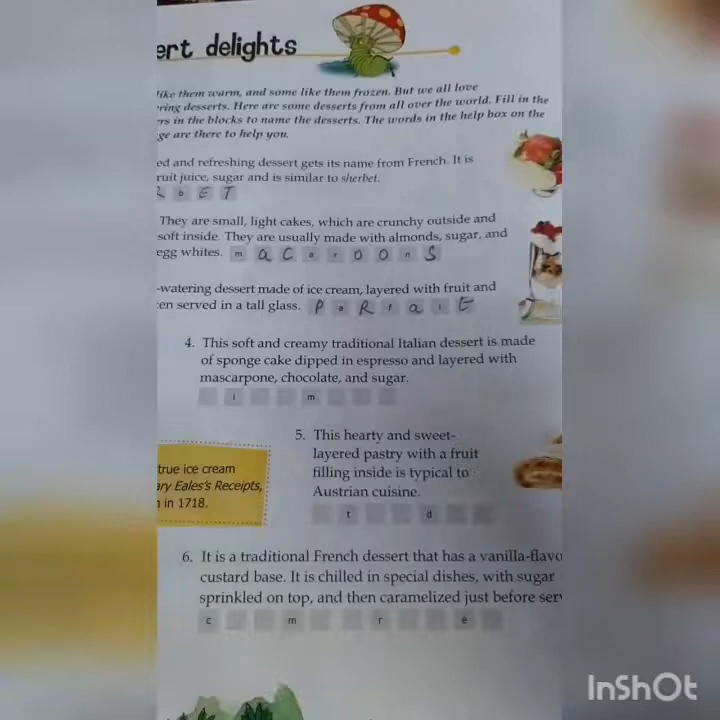 ert delights
like them warm, and some like them frozen. But we all love
ring desserts. Here are some desserts from all over the world. Fill in the
rs in the blocks to name the desserts. The words in the help box on the
ge are there to help you.
ed and refreshing dessert gets its name from French. It is
ruit juice, sugar and is similar to sherbet.
R b E T
They are small, light cakes, which are crunchy outside and
soft inside. They are usually made with almonds, sugar, and
egg whites. m a C a r O O n S
-watering dessert made of ice cream, layered with fruit and
en served in a tall glass. P a R f a i E
4. This soft and creamy traditional Italian dessert is made
of sponge cake dipped in espresso and layered with
mascarpone, chocolate, and sugar.
i m
5. This hearty and sweet-
layered pastry with a fruit
filling inside is typical to
Austrian cuisine.
t d
true ice cream
ary Eales's Receipts,
n in 1718.
6. It is a traditional French dessert that has a vanilla-flavo
custard base. It is chilled in special dishes, with sugar
sprinkled on top, and then caramelized just before serv
c m r e
InShOt